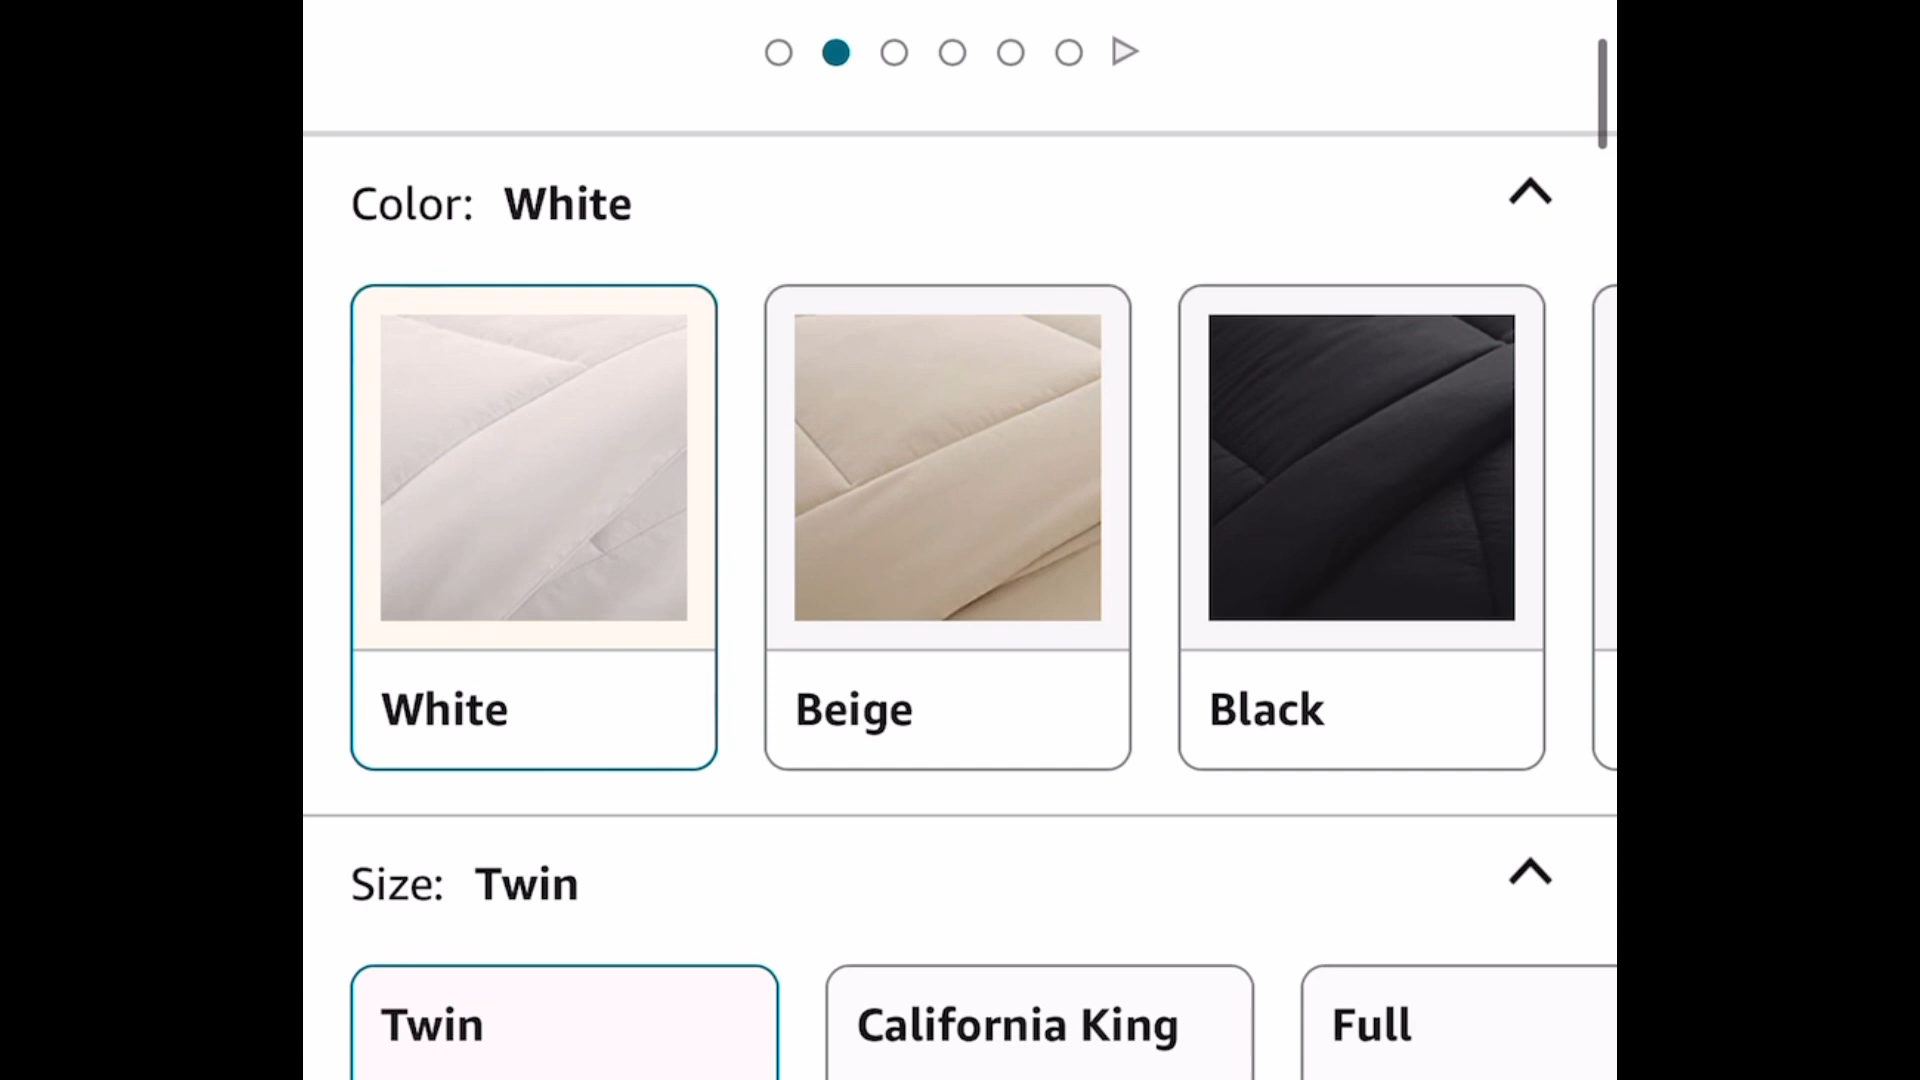 Color: White
White
Beige
Black
Size: Twin
Twin
California King
Full